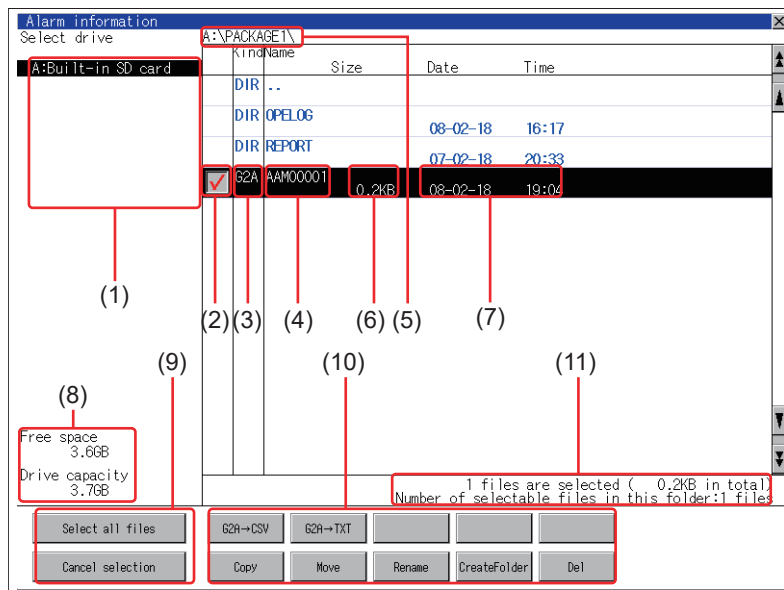 Alarm information
Select drive
A:\PACKAGE1\
Kind Name
Size Date Time
A:Built-in SD card
DIR ..
DIR OPELOG
08-02-18 16:17
DIR REPORT
07-02-18 20:33
G2A AAM00001
0.2KB 08-02-18 19:04
(1)
(2) (3) (4) (6) (5) (7)
(9) (10) (11)
(8)
Free space
3.6GB
Drive capacity
3.7GB
1 files are selected ( 0.2KB in total)
Number of selectable files in this folder:1 files
Select all files G2A→CSV G2A→TXT
Cancel selection Copy Move Rename CreateFolder Del